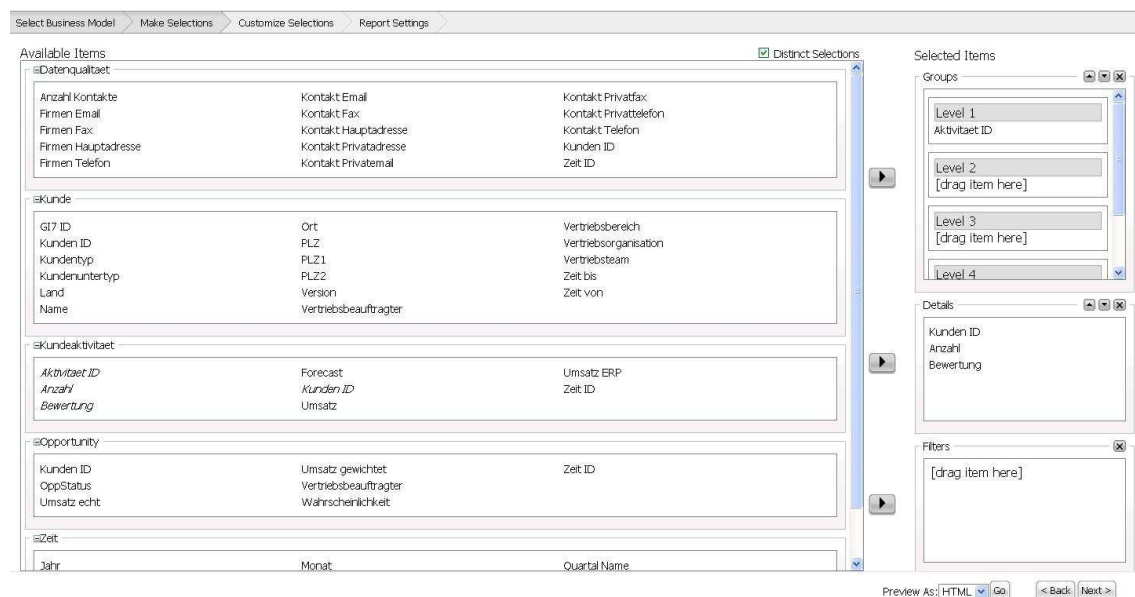 Select Business Model Make Selections Customize Selections Report Settings
Available Items
Distinct Selections
Datenqualitaet
Anzahl Kontakte Kontakt Email Kontakt Privatfax
Firmen Email Kontakt Fax Kontakt Privattelefon
Firmen Fax Kontakt Hauptadresse Kontakt Telefon
Firmen Hauptadresse Kontakt Privatadresse Kunden ID
Firmen Telefon Kontakt Privatemail Zeit ID
Kunde
GI7 ID Ort Vertriebsbereich
Kunden ID PLZ Vertriebsorganisation
Kundentyp PLZ1 Vertriebsteam
Kundenuntertyp PLZ2 Zeit bis
Land Version Zeit von
Name Vertriebsbeauftragter
Kundeaktivitaet
Aktivitaet ID Forecast Umsatz ERP
Anzahl Kunden ID Zeit ID
Bewertung Umsatz
Opportunity
Kunden ID Umsatz gewichtet Zeit ID
OppStatus Vertriebsbeauftragter
Umsatz echt Wahrscheinlichkeit
Zeit
Jahr Monat Quartal Name
Selected Items
Groups
Level 1
Aktivitaet ID
Level 2
[drag item here]
Level 3
[drag item here]
Level 4
Details
Kunden ID
Anzahl
Bewertung
Filters
[drag item here]
Preview As: HTML Go < Back Next >